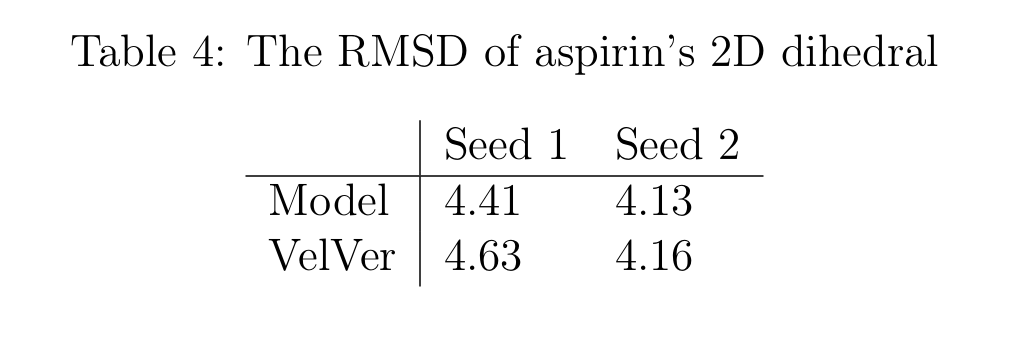 Table 4: The RMSD of aspirin's 2D dihedral
Seed 1 Seed 2
Model 4.41 4.13
VelVer 4.63 4.16